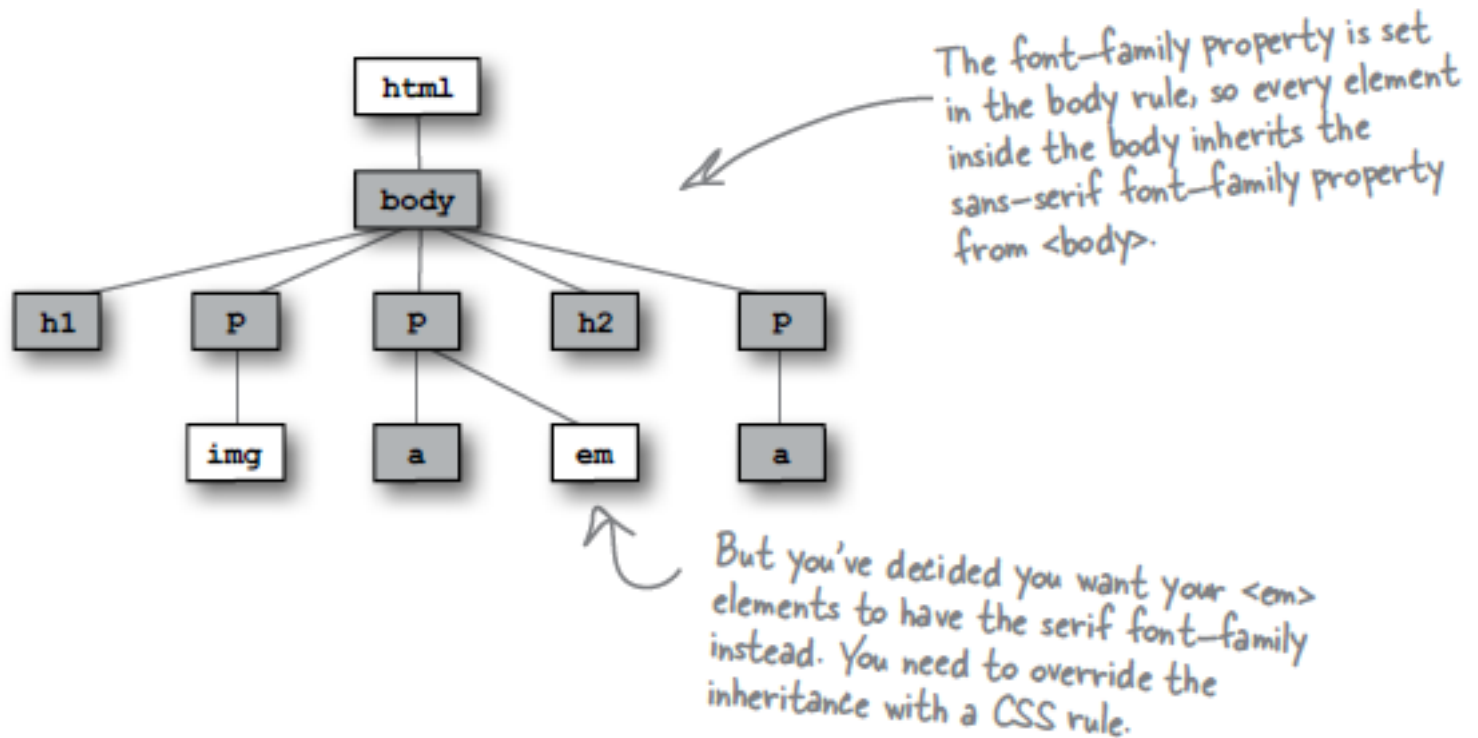 html
The font-family property is set
in the body rule, so every element
inside the body inherits the
sans-serif font-family property
from <body>.
body
h1
p
p
h2
p
img
a
em
a
But you've decided you want your <em>
elements to have the serif font-family
instead. You need to override the
inheritance with a CSS rule.